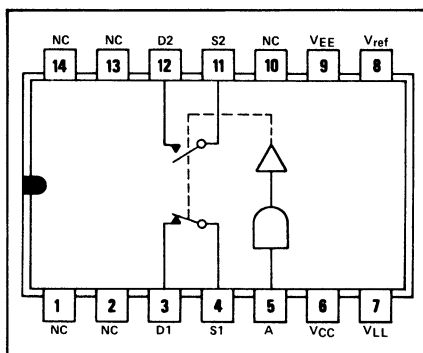 NC NC D2 S2 NC VEE Vref
14 13 12 11 10 9 8
1 2 3 4 5 6 7
NC NC D1 S1 A VCC VLL